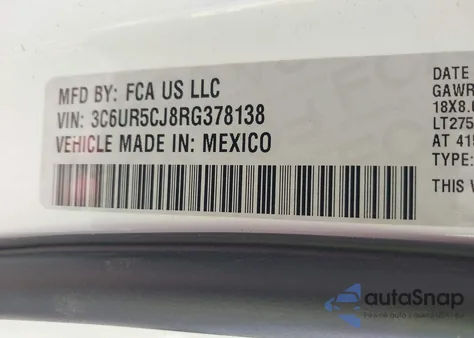 MFD BY: FCA US LLC
VIN: 3C6UR5CJ8RG378138
VEHICLE MADE IN: MEXICO
DATE
GAWR
18X8.
LT275
AT 41
TYPE:
THIS V
autoSnap